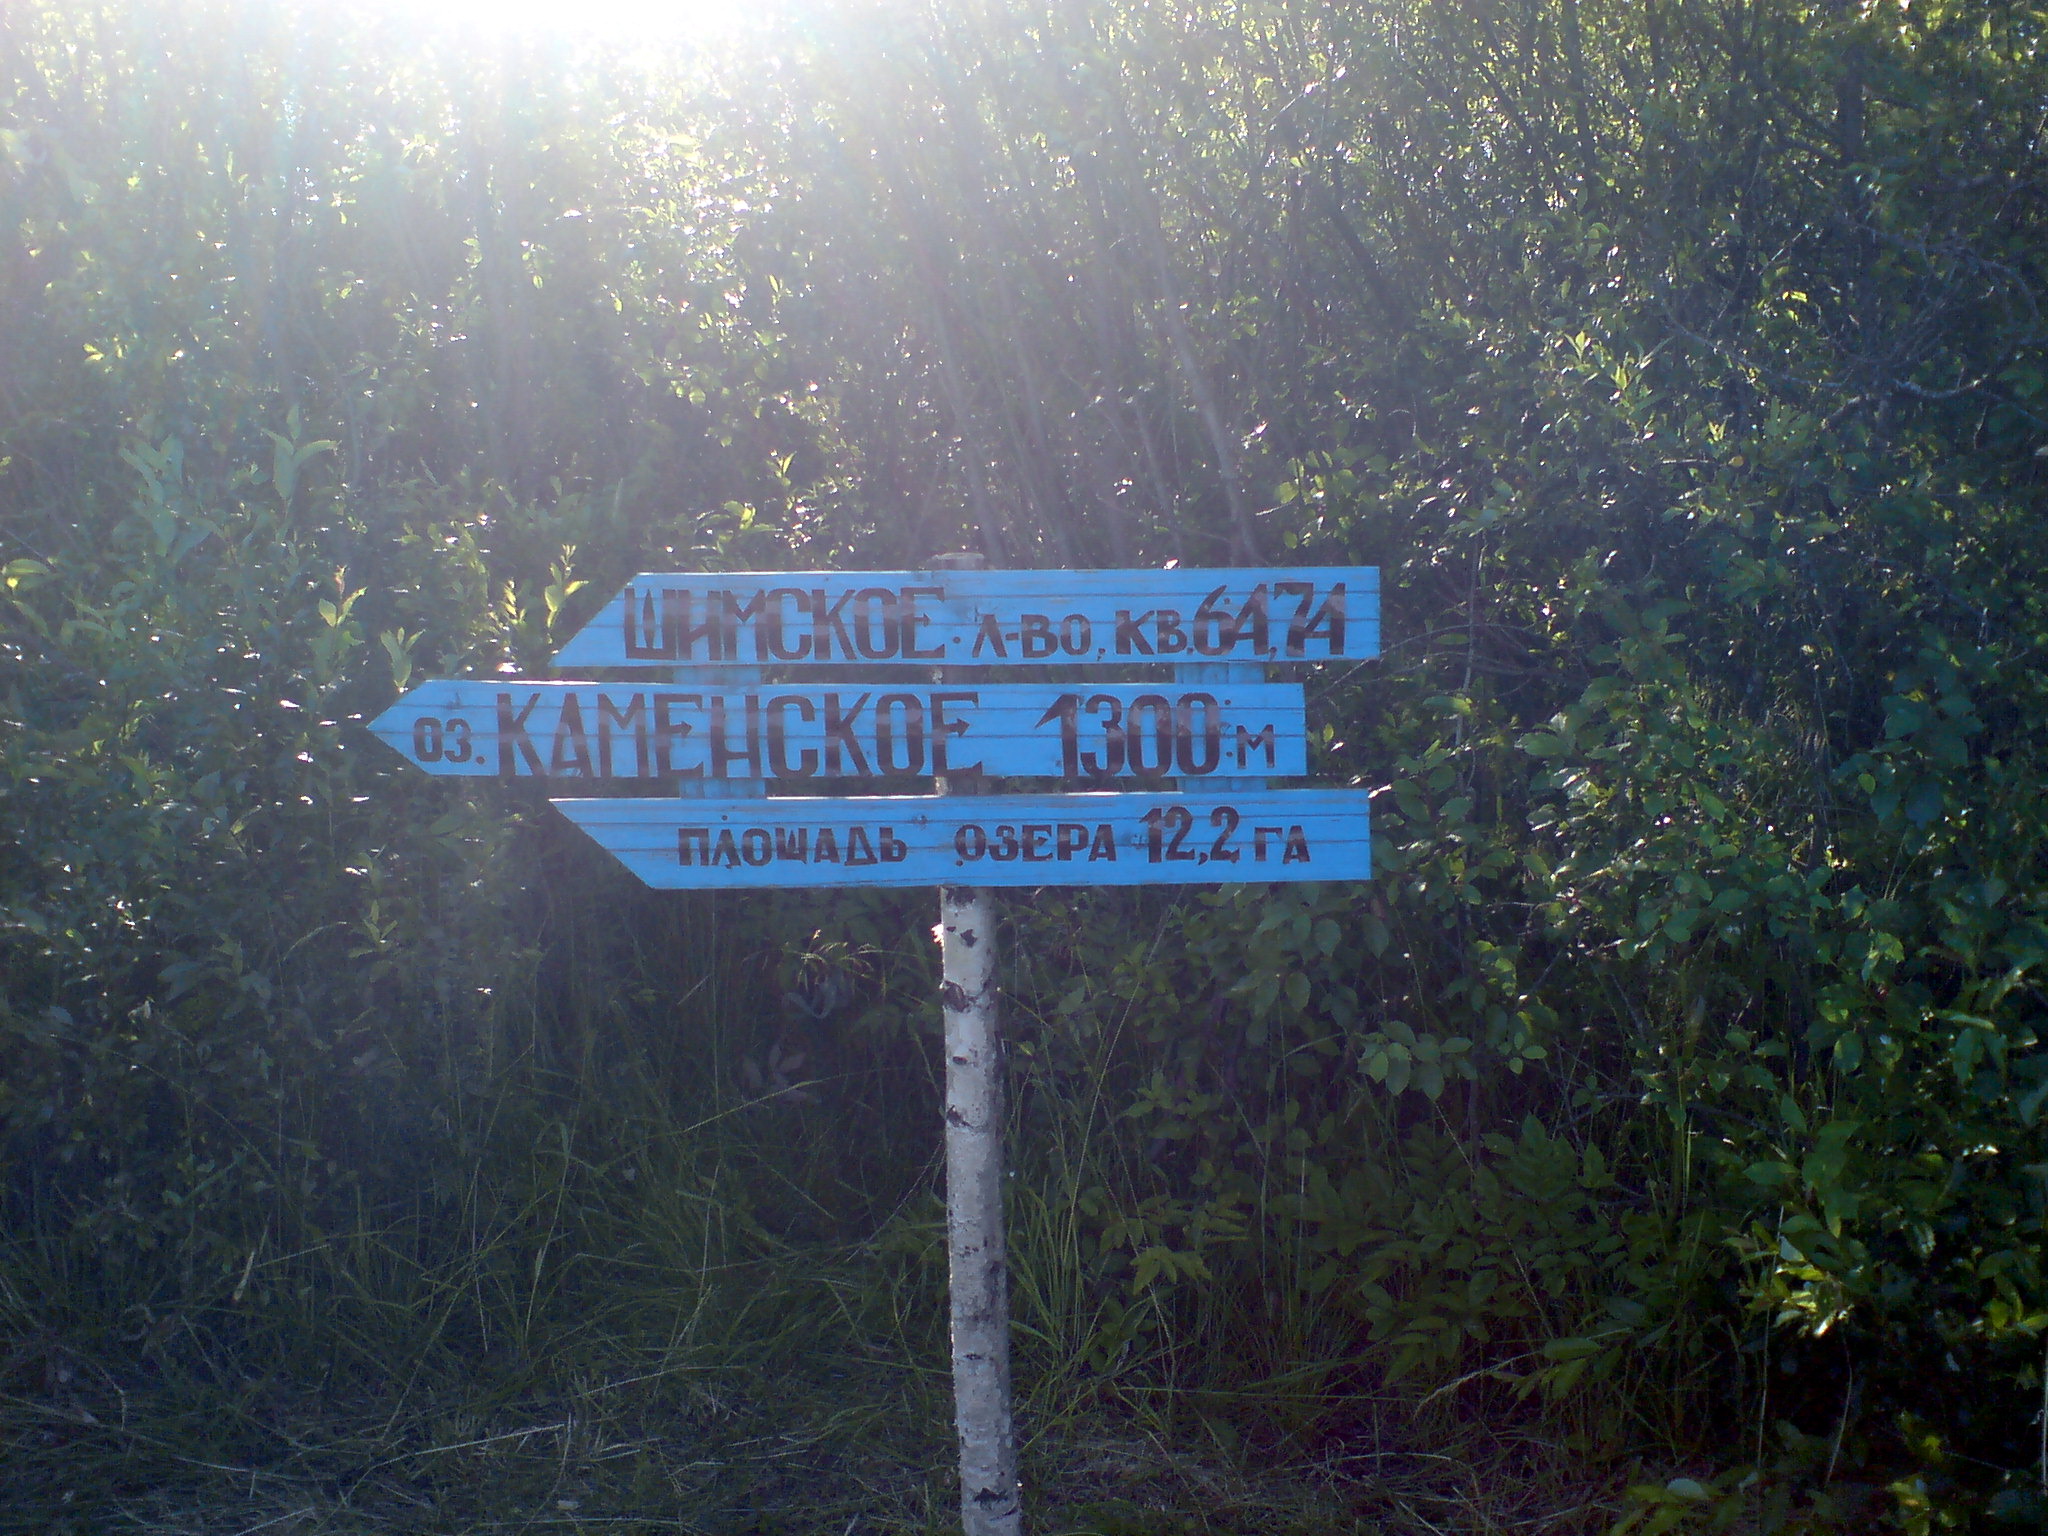 ШИМСКОЕ Л-ВО, КВ.64,74
ОЗ. КАМЕНСКОЕ 1300 М
ПЛОЩАДЬ ОЗЕРА 12,2 ГА